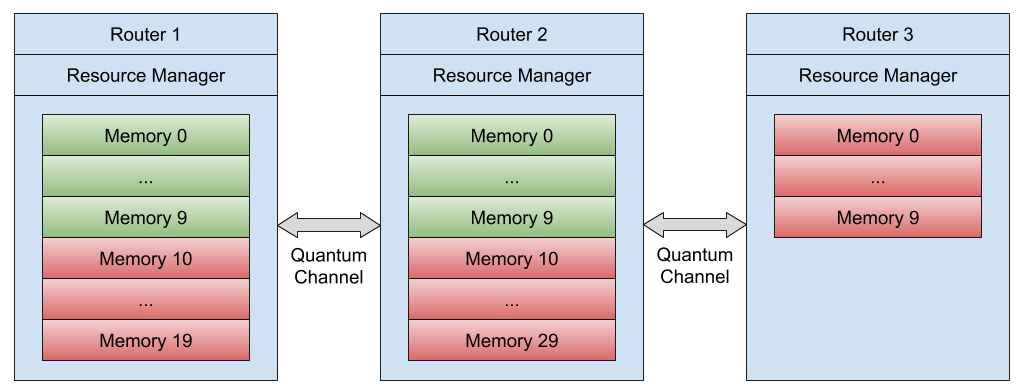 Router 1
Resource Manager
Memory 0
...
Memory 9
Memory 10
...
Memory 19
Quantum
Channel
Router 2
Resource Manager
Memory 0
...
Memory 9
Memory 10
...
Memory 29
Quantum
Channel
Router 3
Resource Manager
Memory 0
...
Memory 9